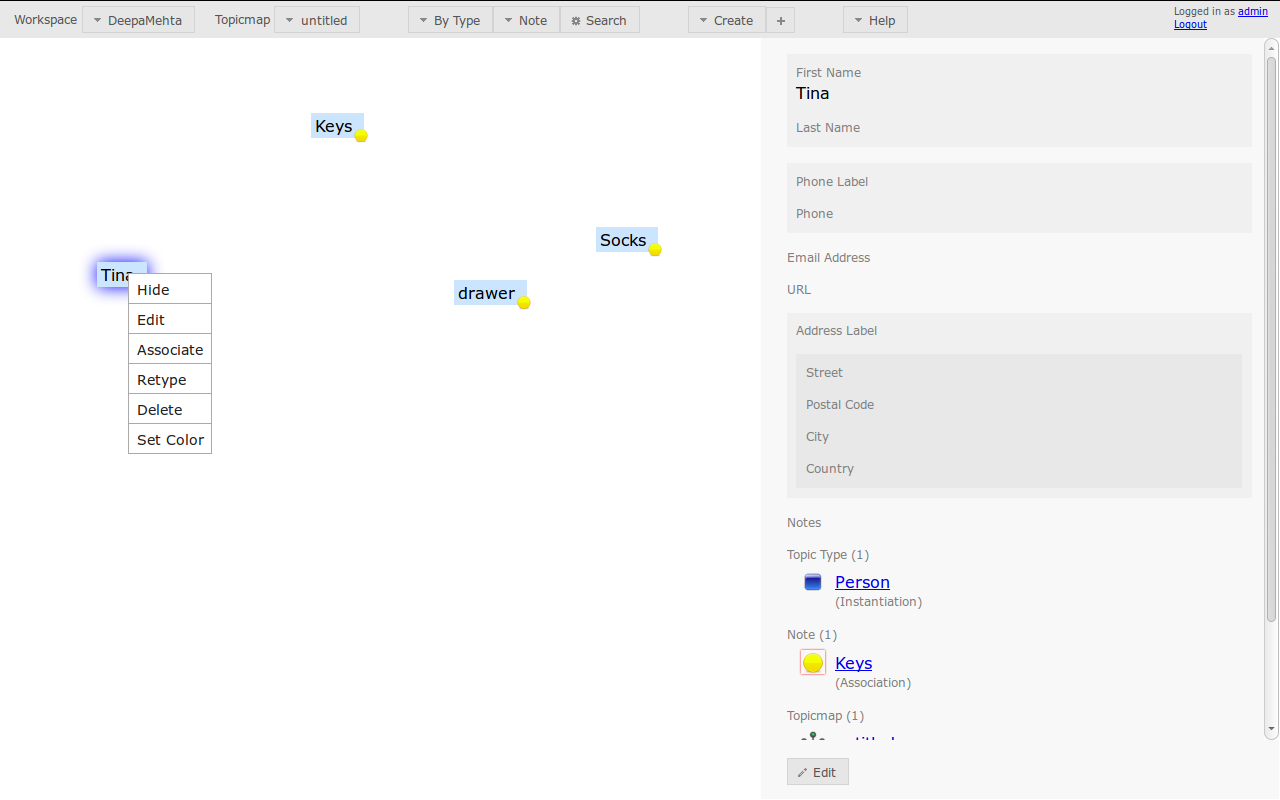 Workspace DeepaMehta Topicmap untitled By Type Note Search Create + Help
Logged in as admin
Logout
Keys
Socks
Tina
drawer
Hide
Edit
Associate
Retype
Delete
Set Color
First Name
Tina
Last Name
Phone Label
Phone
Email Address
URL
Address Label
Street
Postal Code
City
Country
Notes
Topic Type (1)
Person
(Instantiation)
Note (1)
Keys
(Association)
Topicmap (1)
Edit